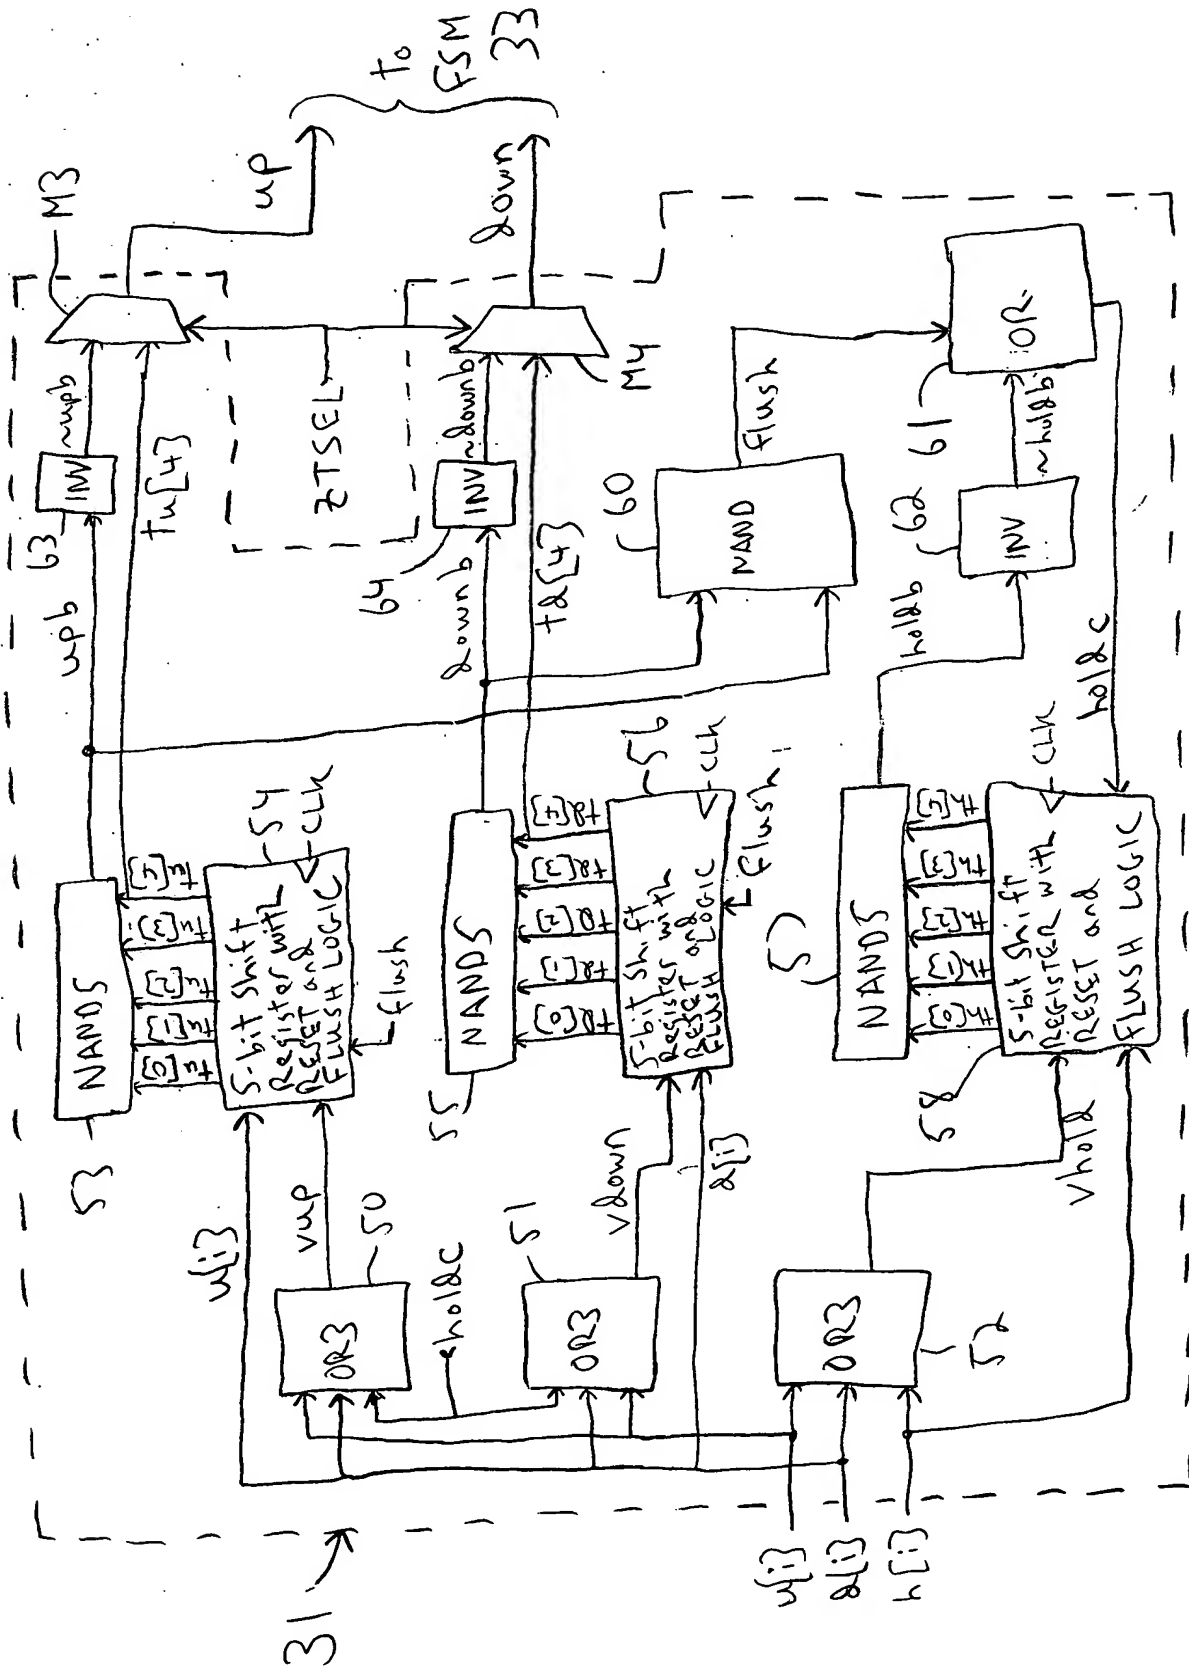 31
u[i]
d[i]
h[i]
u[i]
vup
OR3
50
holdc
OR3
51
vdown
d[i]
OR3
52
vhold
NAND5
53
tu[0]
tu[1]
tu[2]
tu[3]
tu[4]
5-bit Shift
Register with
RESET and
FLUSH LOGIC
54
CLK
flush
NAND5
55
td[0]
td[1]
td[2]
td[3]
td[4]
5-bit Shift
Register with
RESET and
FLUSH LOGIC
56
CLK
flush
NAND5
57
th[0]
th[1]
th[2]
th[3]
th[4]
5-bit Shift
REGISTER with
RESET and
FLUSH LOGIC
58
CLK
holdc
upb
63
INV
~upb
tu[4]
M3
up
ZTSEL
downb
64
INV
~downb
td[4]
M4
down
to
FSM
33
60
NAND
flush
holdb
62
INV
~holdb
61
OR